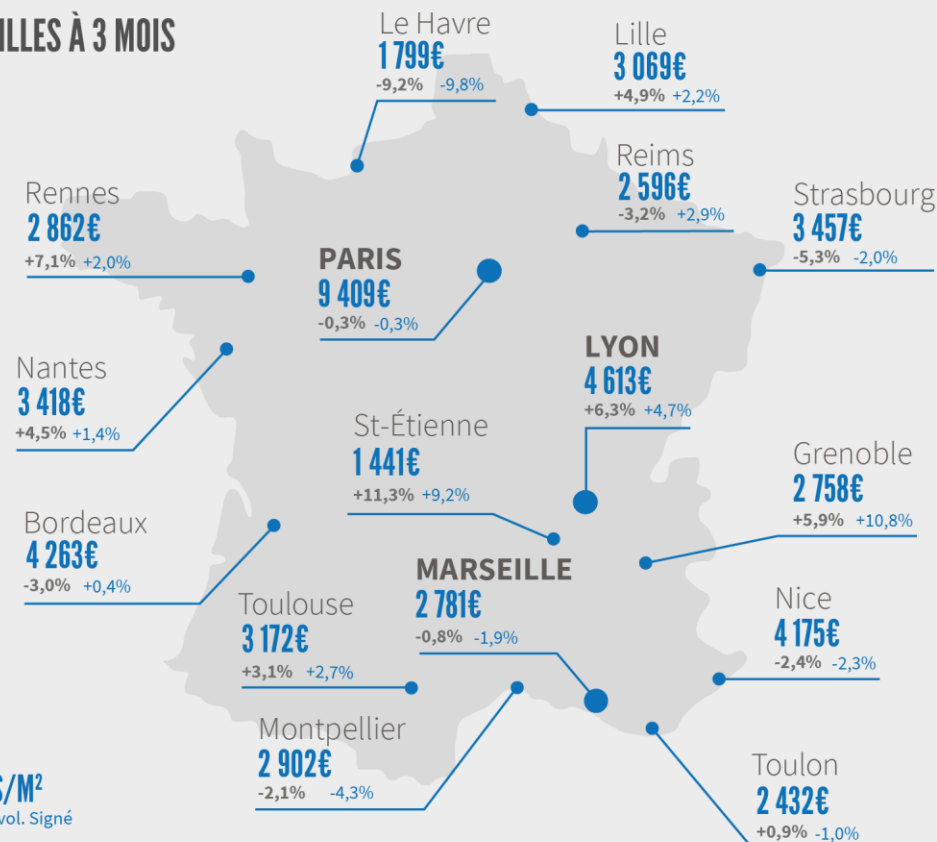 ILLES À 3 MOIS
Le Havre
1 799€
-9,2% -9,8%
Lille
3 069€
+4,9% +2,2%
Reims
2 596€
-3,2% +2,9%
Strasbourg
3 457€
-5,3% -2,0%
Rennes
2 862€
+7,1% +2,0%
PARIS
9 409€
-0,3% -0,3%
LYON
4 613€
+6,3% +4,7%
Nantes
3 418€
+4,5% +1,4%
St-Étienne
1 441€
+11,3% +9,2%
Grenoble
2 758€
+5,9% +10,8%
Bordeaux
4 263€
-3,0% +0,4%
MARSEILLE
2 781€
-0,8% -1,9%
Toulouse
3 172€
+3,1% +2,7%
Nice
4 175€
-2,4% -2,3%
Montpellier
2 902€
-2,1% -4,3%
Toulon
2 432€
+0,9% -1,0%
S/M²
vol. Signé